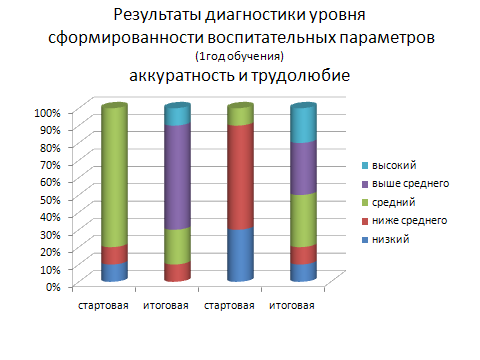 Результаты диагностики уровня
сформированности воспитательных параметров
(1год обучения)
аккуратность и трудолюбие
100%
90%
80%
70%
60%
50%
40%
30%
20%
10%
0%
стартовая итоговая стартовая итоговая
высокий
выше среднего
средний
ниже среднего
низкий